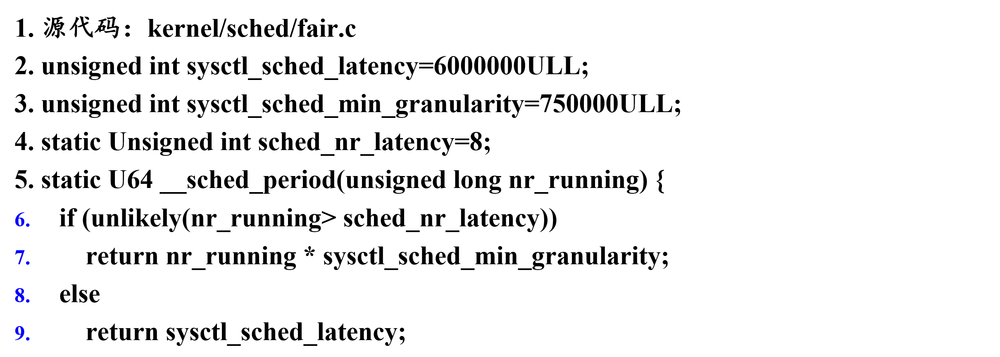 1. 源代码：kernel/sched/fair.c
2. unsigned int sysctl_sched_latency=6000000ULL;
3. unsigned int sysctl_sched_min_granularity=750000ULL;
4. static Unsigned int sched_nr_latency=8;
5. static U64 __sched_period(unsigned long nr_running) {
6. if (unlikely(nr_running> sched_nr_latency))
7. return nr_running * sysctl_sched_min_granularity;
8. else
9. return sysctl_sched_latency;